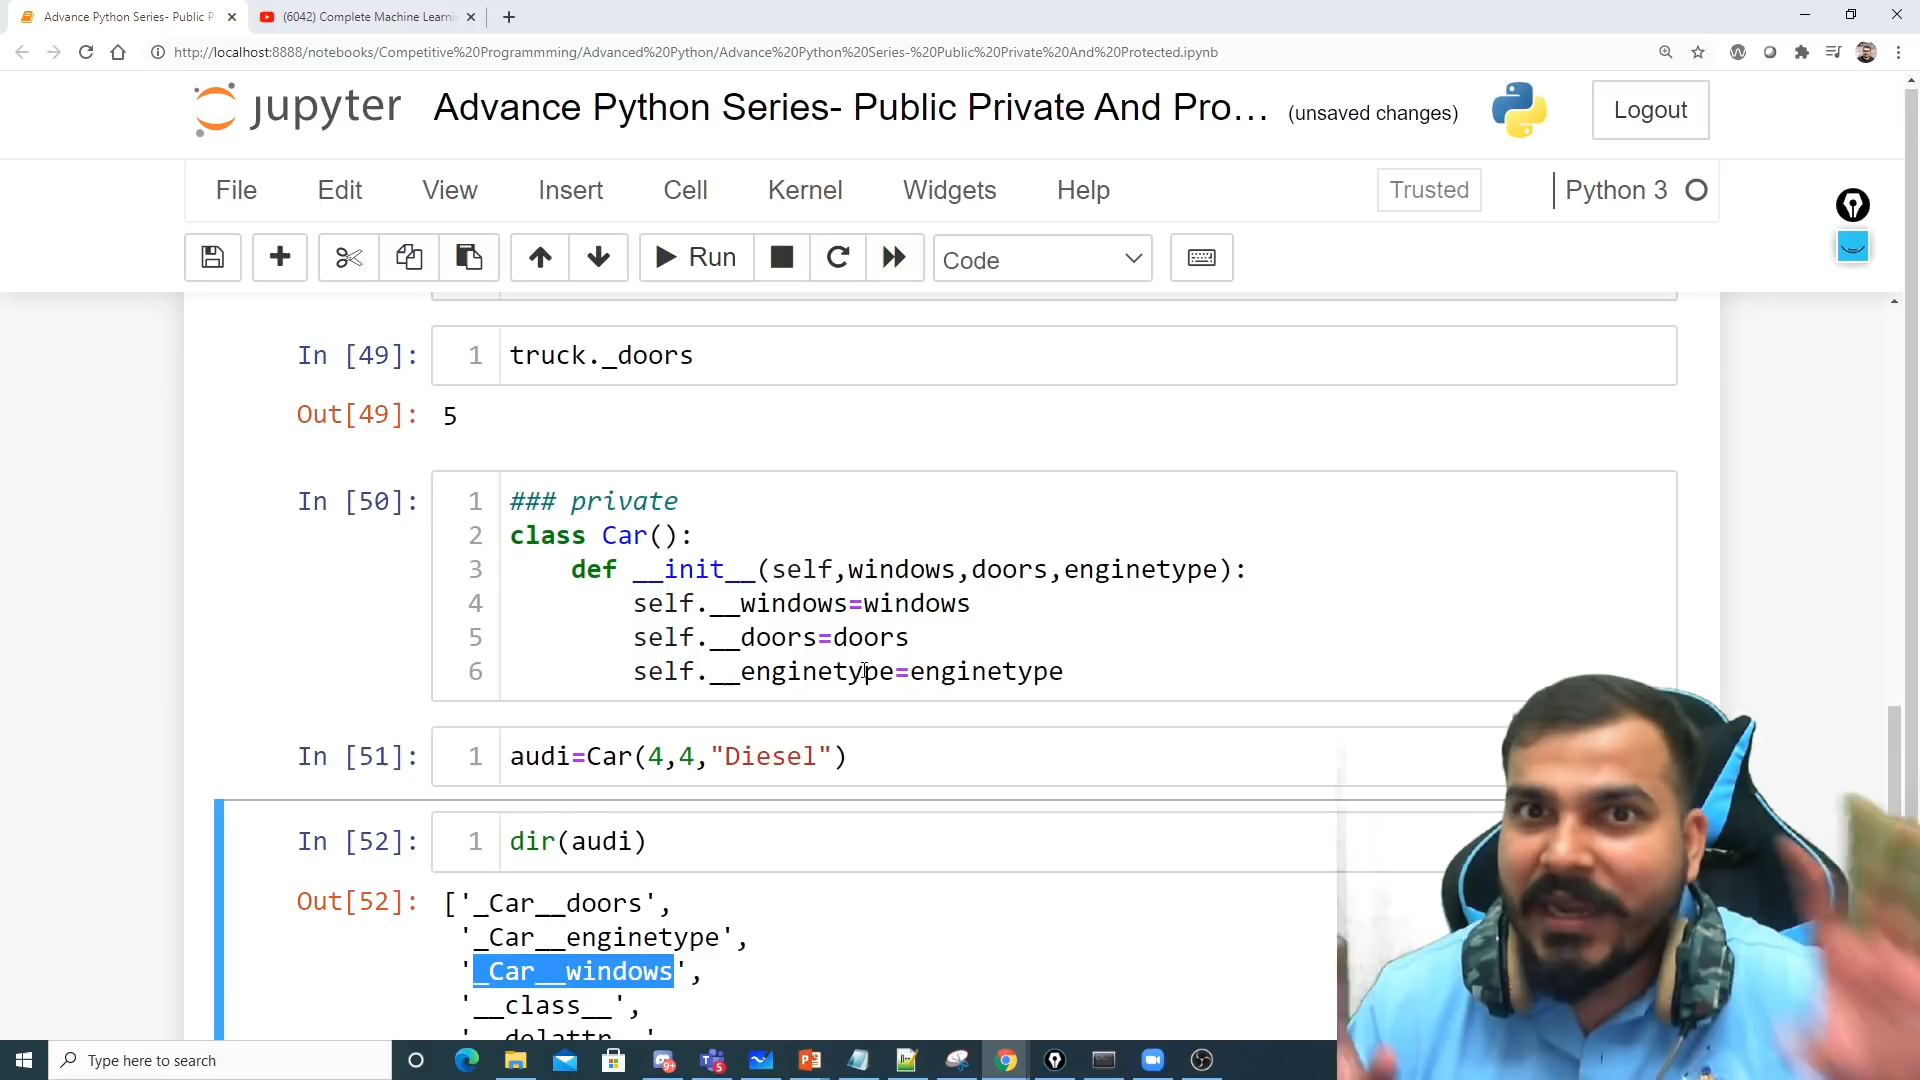 Advance Python Series- Public P
(6042) Complete Machine Learni
http://localhost:8888/notebooks/Competitive%20Programmming/Advanced%20Python/Advance%20Python%20Series-%20Public%20Private%20And%20Protected.ipynb
jupyter Advance Python Series- Public Private And Pro... (unsaved changes) Logout
File Edit View Insert Cell Kernel Widgets Help Trusted Python 3
Run Code
In [49]: 1 truck._doors
Out[49]: 5
In [50]: 1 ### private
2 class Car():
3 def __init__(self,windows,doors,enginetype):
4 self.__windows=windows
5 self.__doors=doors
6 self.__enginetype=enginetype
In [51]: 1 audi=Car(4,4,"Diesel")
In [52]: 1 dir(audi)
Out[52]: ['_Car__doors',
'_Car__enginetype',
'_Car__windows',
'__class__',
'__delattr__'
Type here to search